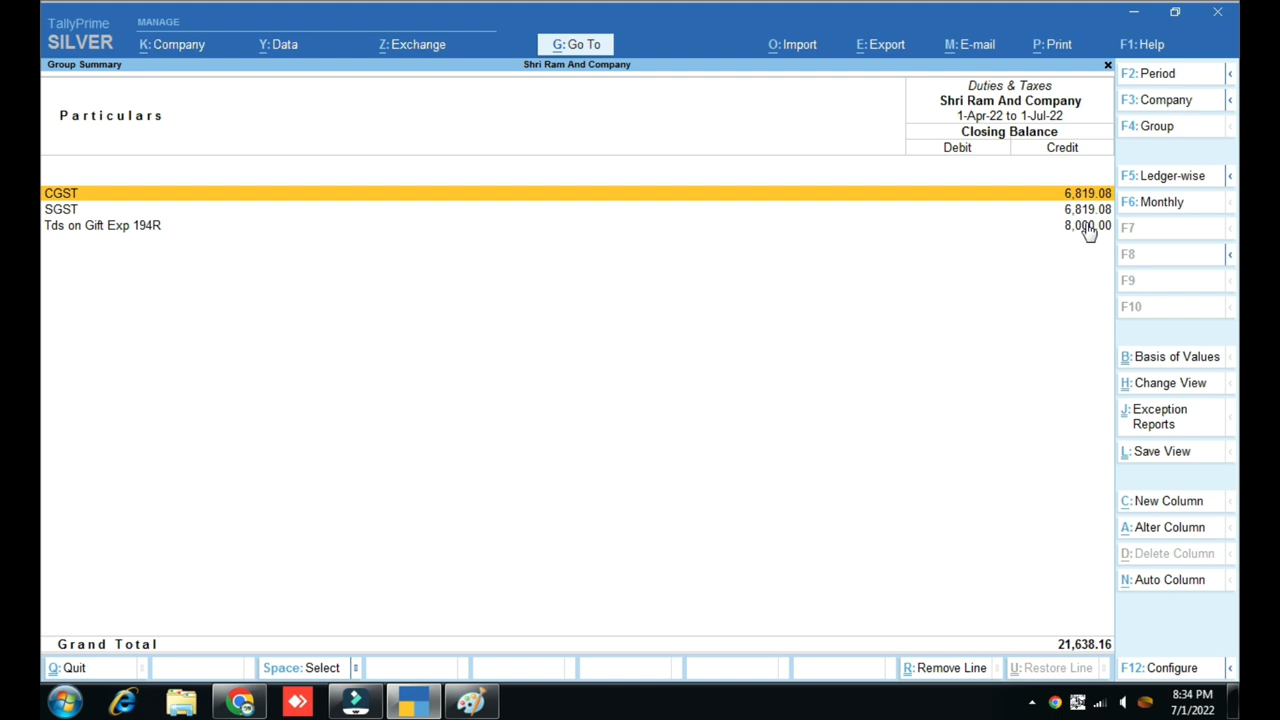 TallyPrime
SILVER
MANAGE
K: Company
Y: Data
Z: Exchange
G: Go To
O: Import
E: Export
M: E-mail
P: Print
F1: Help
Group Summary
Shri Ram And Company
Particulars
Duties & Taxes
Shri Ram And Company
1-Apr-22 to 1-Jul-22
Closing Balance
Debit Credit
CGST 6,819.08
SGST 6,819.08
Tds on Gift Exp 194R 8,000.00
Grand Total 21,638.16
F2: Period
F3: Company
F4: Group
F5: Ledger-wise
F6: Monthly
F7
F8
F9
F10
B: Basis of Values
H: Change View
J: Exception
Reports
L: Save View
C: New Column
A: Alter Column
D: Delete Column
N: Auto Column
Q: Quit
Space: Select
R: Remove Line
U: Restore Line
F12: Configure
8:34 PM
7/1/2022